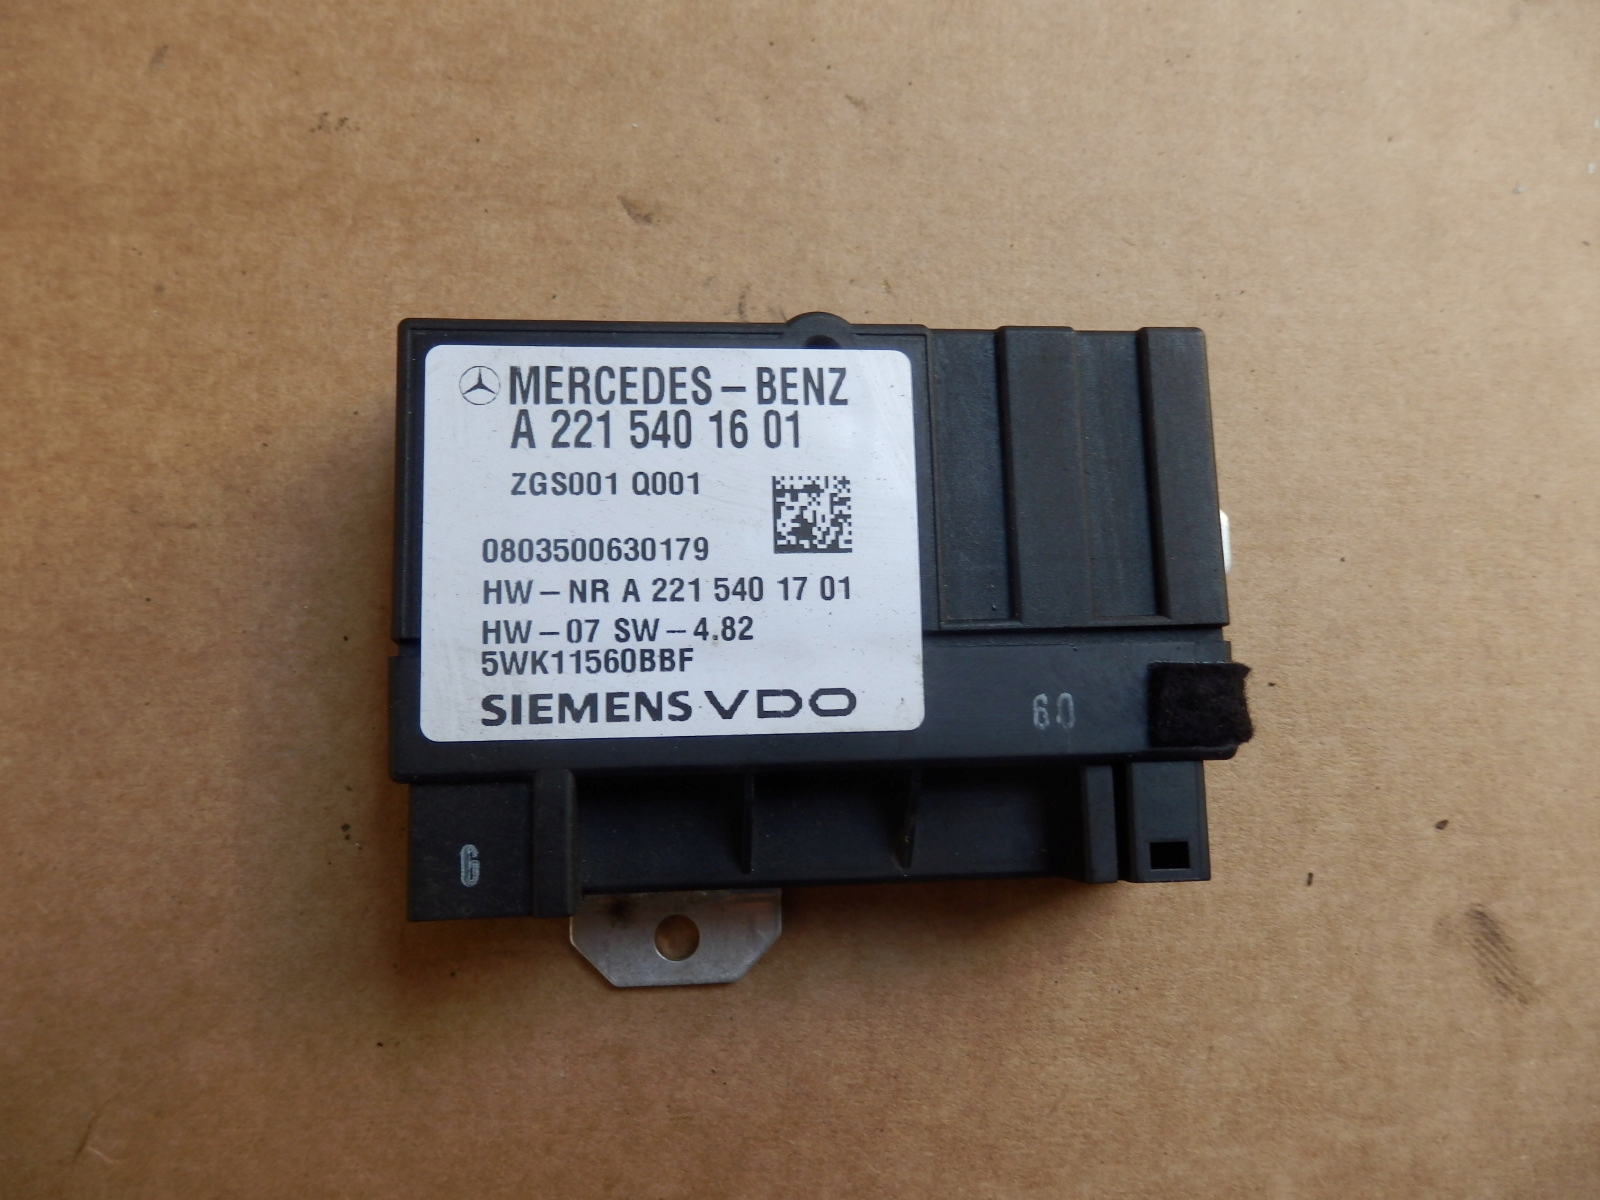 MERCEDES-BENZ
A 221 540 16 01
ZGS001 Q001
0803500630179
HW-NR A 221 540 17 01
HW-07 SW-4.82
5WK11560BBF
SIEMENS VDO
60
G